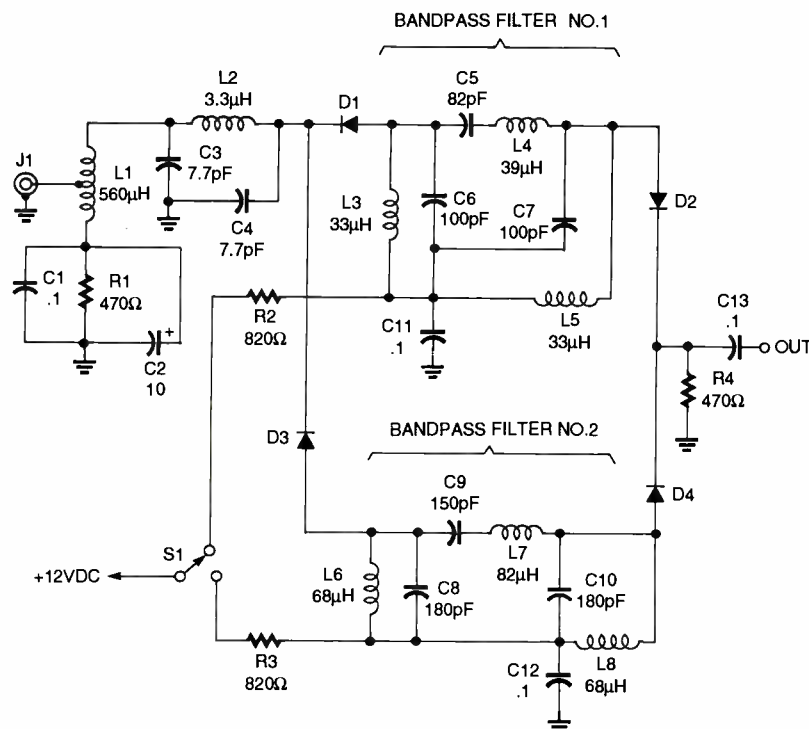 BANDPASS FILTER NO.1
C5
82pF
L2
3.3µH
D1
L4
39µH
J1
L1
560µH
C3
7.7pF
C4
7.7pF
L3
33µH
C6
100pF
C7
100pF
D2
C1
.1
R1
470Ω
C2
10
+
R2
820Ω
C11
.1
L5
33µH
C13
.1
OUT
R4
470Ω
D3
BANDPASS FILTER NO.2
D4
C9
150pF
L7
82µH
S1
+12VDC
L6
68µH
C8
180pF
C10
180pF
R3
820Ω
C12
.1
L8
68µH